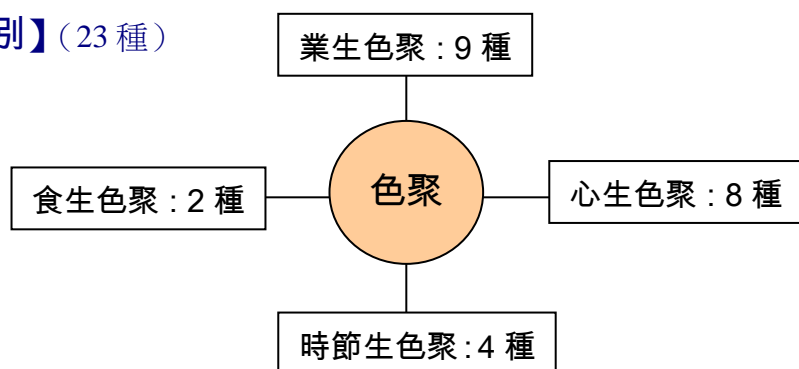 別】（23 種）
業生色聚：9 種
食生色聚：2 種
色聚
心生色聚：8 種
時節生色聚：4 種